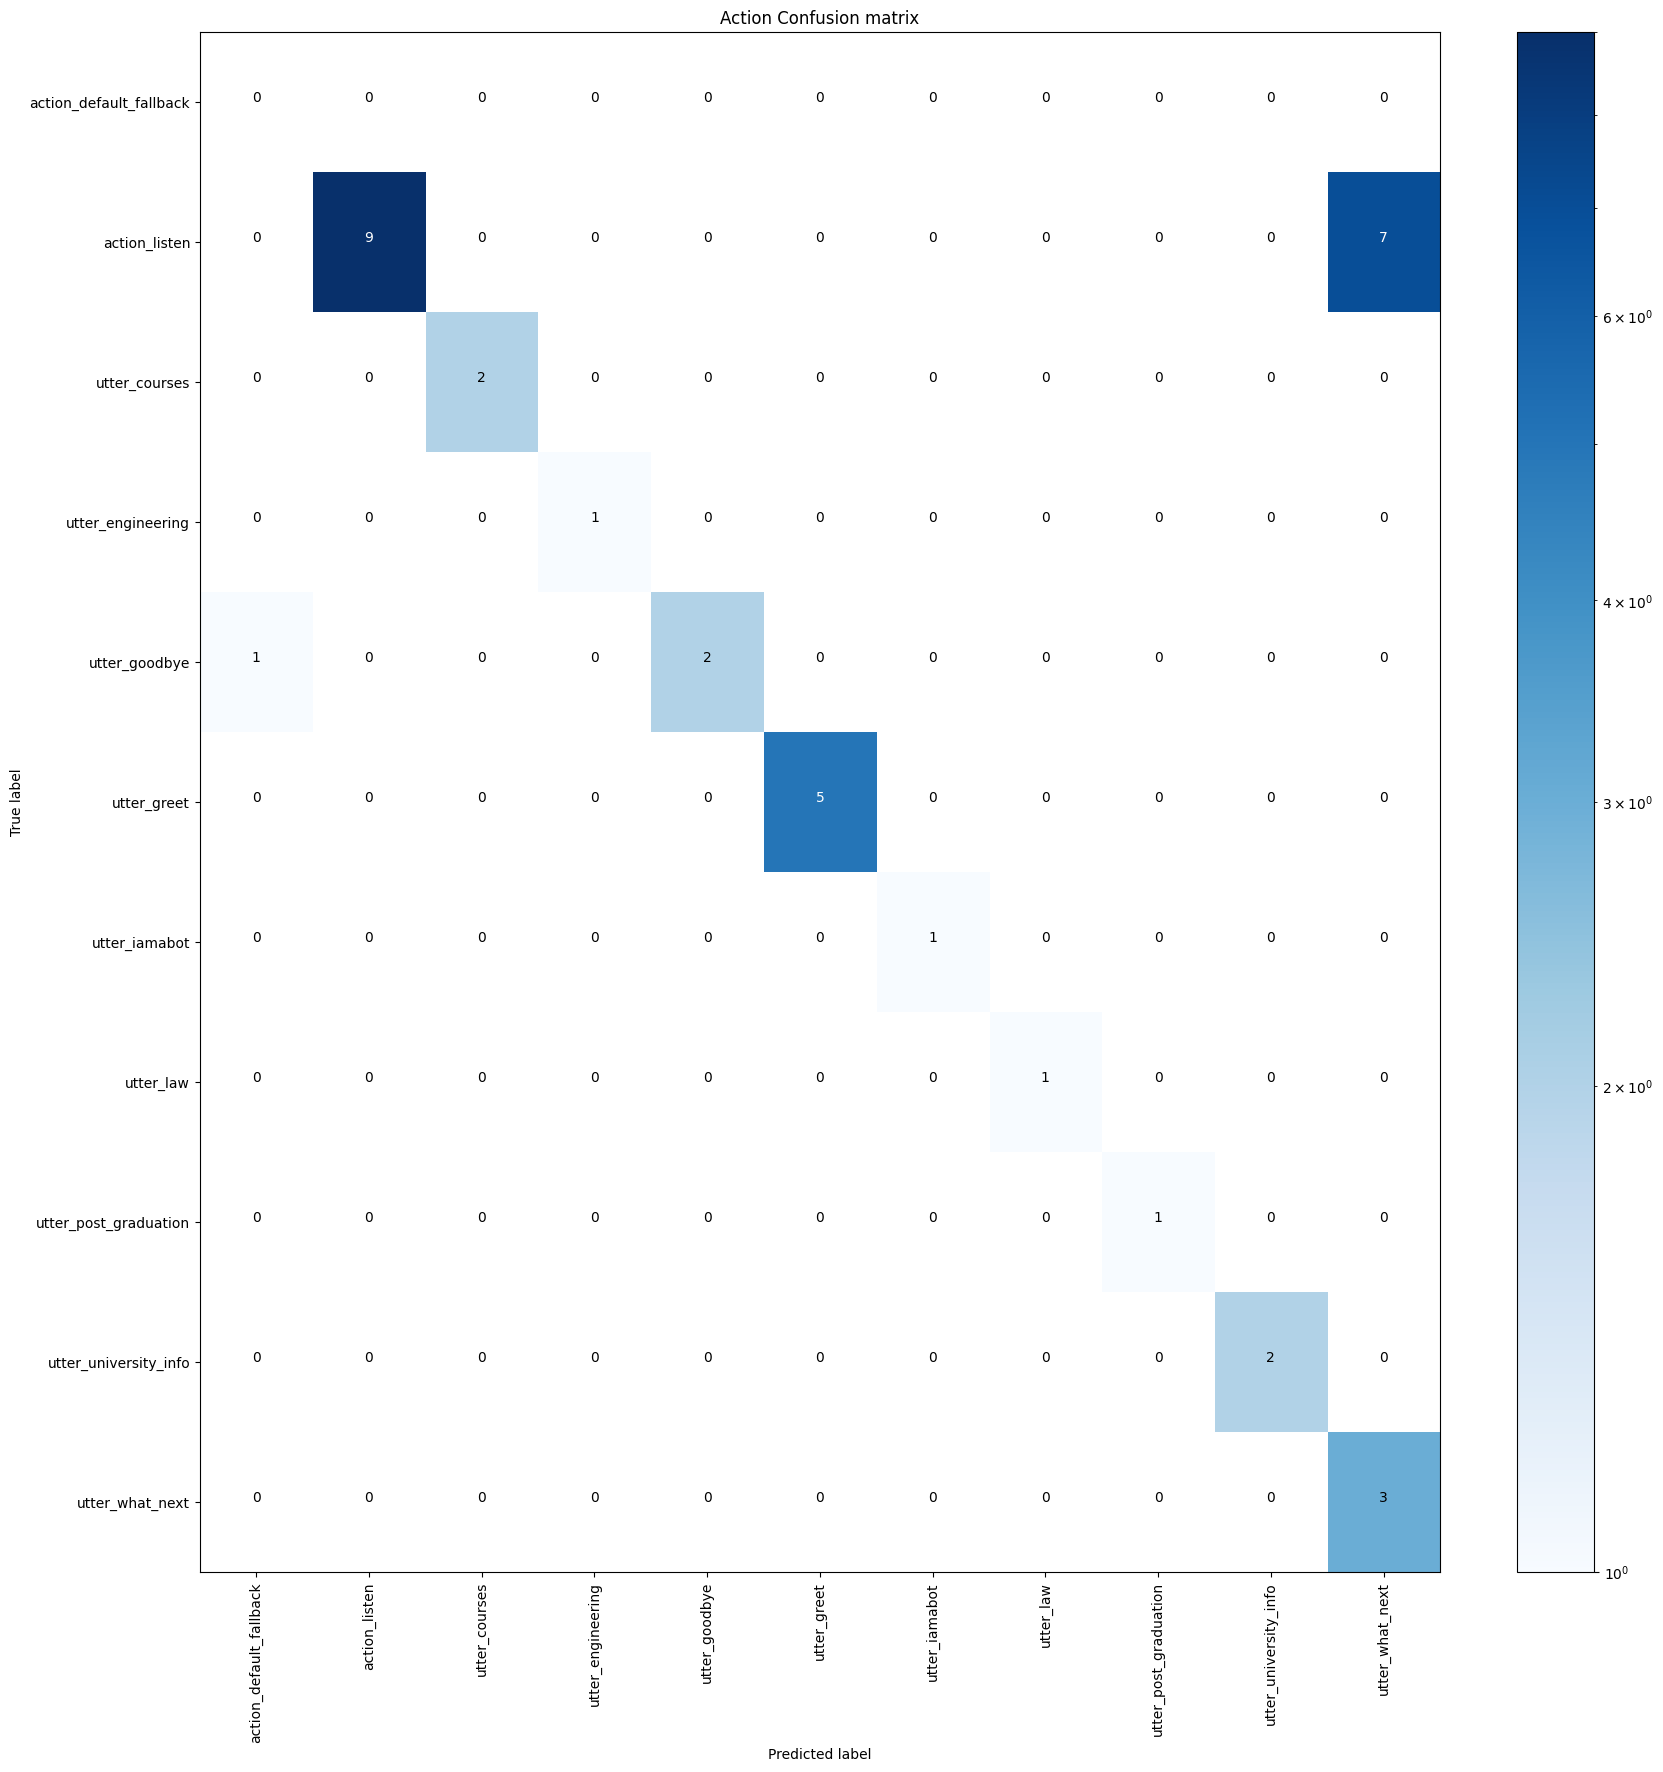 Action Confusion matrix
action_default_fallback 0 0 0 0 0 0 0 0 0 0 0
action_listen 0 9 0 0 0 0 0 0 0 0 7
utter_courses 0 0 2 0 0 0 0 0 0 0 0
utter_engineering 0 0 0 1 0 0 0 0 0 0 0
utter_goodbye 1 0 0 0 2 0 0 0 0 0 0
utter_greet 0 0 0 0 0 5 0 0 0 0 0
utter_iamabot 0 0 0 0 0 0 1 0 0 0 0
utter_law 0 0 0 0 0 0 0 1 0 0 0
utter_post_graduation 0 0 0 0 0 0 0 0 1 0 0
utter_university_info 0 0 0 0 0 0 0 0 0 2 0
utter_what_next 0 0 0 0 0 0 0 0 0 0 3
True label
action_default_fallback
action_listen
utter_courses
utter_engineering
utter_goodbye
utter_greet
utter_iamabot
utter_law
utter_post_graduation
utter_university_info
utter_what_next
Predicted label
6 × 10⁰
4 × 10⁰
3 × 10⁰
2 × 10⁰
10⁰